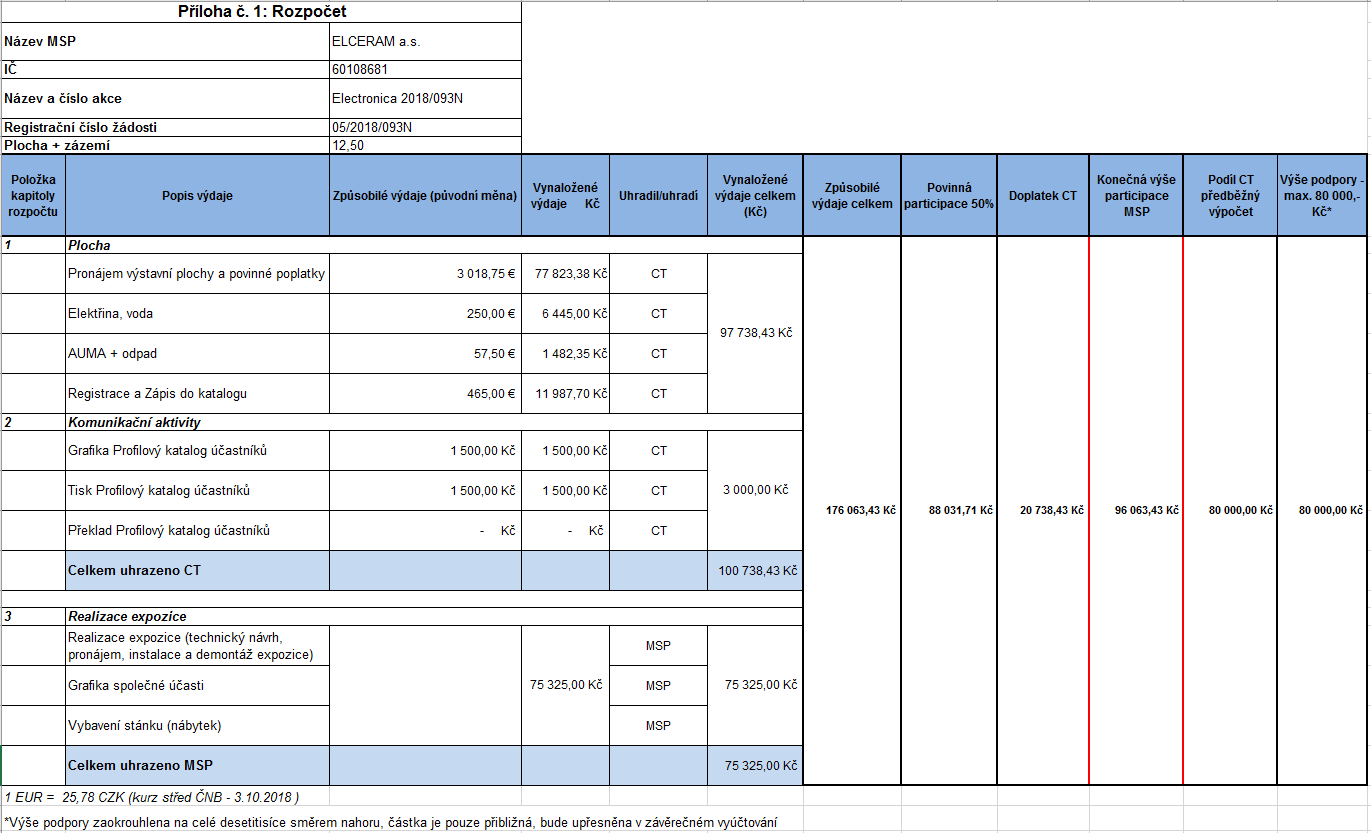 Příloha č. 1: Rozpočet
Název MSP ELCERAM a.s.
IČ 60108681
Název a číslo akce Electronica 2018/093N
Registrační číslo žádosti 05/2018/093N
Plocha + zázemí 12,50
Položka kapitoly rozpočtu Popis výdaje Způsobilé výdaje (původní měna) Vynaložené výdaje Kč Uhradil/uhradí Vynaložené výdaje celkem (Kč) Způsobilé výdaje celkem Povinná participace 50% Doplatek CT Konečná výše participace MSP Podíl CT předběžný výpočet Výše podpory - max. 80 000,- Kč*
1 Plocha
Pronájem výstavní plochy a povinné poplatky 3 018,75 € 77 823,38 Kč CT
Elektřina, voda 250,00 € 6 445,00 Kč CT
97 738,43 Kč
AUMA + odpad 57,50 € 1 482,35 Kč CT
Registrace a Zápis do katalogu 465,00 € 11 987,70 Kč CT
2 Komunikační aktivity
Grafika Profilový katalog účastníků 1 500,00 Kč 1 500,00 Kč CT
Tisk Profilový katalog účastníků 1 500,00 Kč 1 500,00 Kč CT 3 000,00 Kč
176 063,43 Kč 88 031,71 Kč 20 738,43 Kč 96 063,43 Kč 80 000,00 Kč 80 000,00 Kč
Překlad Profilový katalog účastníků - Kč - Kč CT
Celkem uhrazeno CT 100 738,43 Kč
3 Realizace expozice
Realizace expozice (technický návrh,
pronájem, instalace a demontáž expozice) MSP
Grafika společné účasti 75 325,00 Kč MSP 75 325,00 Kč
Vybavení stánku (nábytek) MSP
Celkem uhrazeno MSP 75 325,00 Kč
1 EUR = 25,78 CZK (kurz střed ČNB - 3.10.2018 )
*Výše podpory zaokrouhlena na celé desetitisíce směrem nahoru, částka je pouze přibližná, bude upřesněna v závěrečném vyúčtování